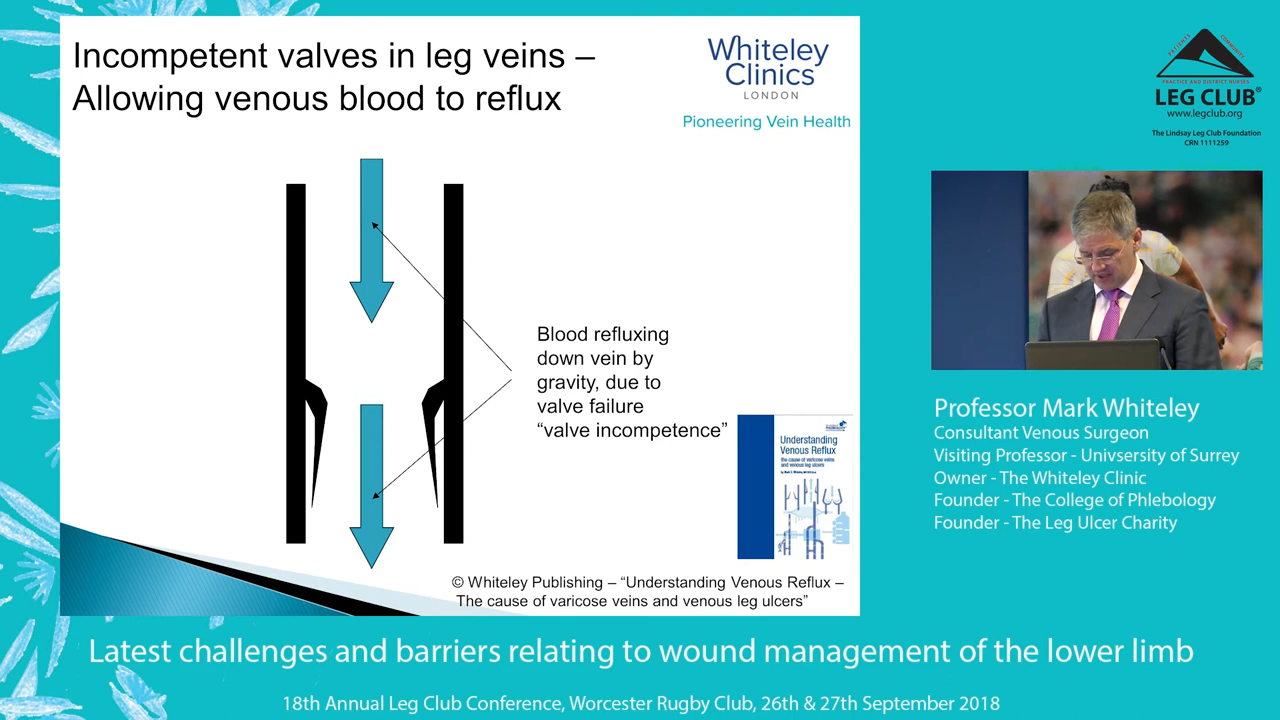 Incompetent valves in leg veins –
Allowing venous blood to reflux
Whiteley
Clinics
LONDON
Pioneering Vein Health
Blood refluxing
down vein by
gravity, due to
valve failure
“valve incompetence”
Understanding
Venous Reflux
the cause of varicose veins
and venous leg ulcers
© Whiteley Publishing – “Understanding Venous Reflux –
The cause of varicose veins and venous leg ulcers”
PATIENTS COMMUNITY
PRACTICE AND DISTRICT NURSES
LEG CLUB®
www.legclub.org
The Lindsay Leg Club Foundation
CRN 1111259
Professor Mark Whiteley
Consultant Venous Surgeon
Visiting Professor - Univsersity of Surrey
Owner - The Whiteley Clinic
Founder - The College of Phlebology
Founder - The Leg Ulcer Charity
Latest challenges and barriers relating to wound management of the lower limb
18th Annual Leg Club Conference, Worcester Rugby Club, 26th & 27th September 2018